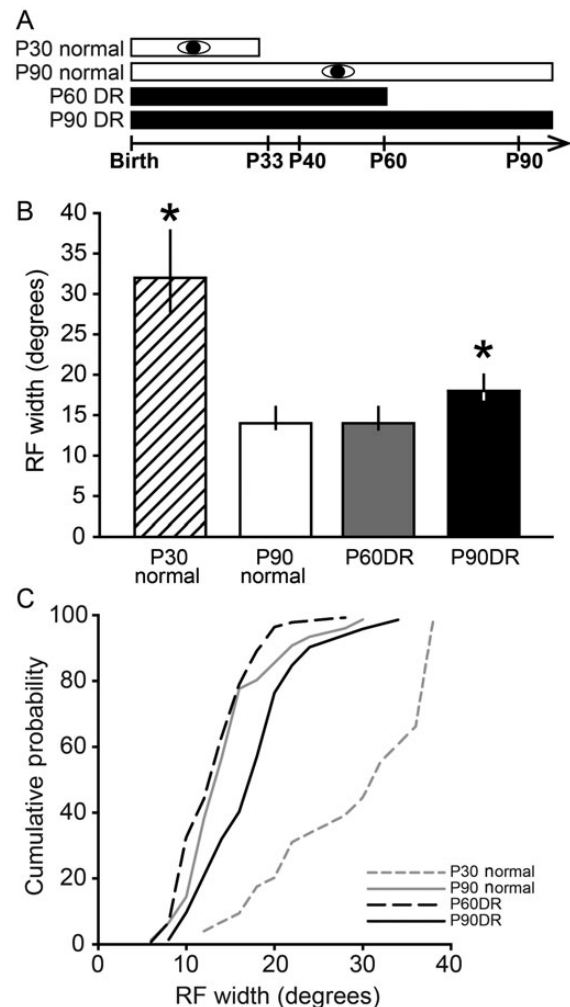 A
P30 normal
P90 normal
P60 DR
P90 DR
Birth P33 P40 P60 P90
B
RF width (degrees)
40
35
30
25
20
15
10
5
0
*
*
P30 normal
P90 normal
P60DR
P90DR
C
Cumulative probability
100
80
60
40
20
0
P30 normal
P90 normal
P60DR
P90DR
0 10 20 30 40
RF width (degrees)